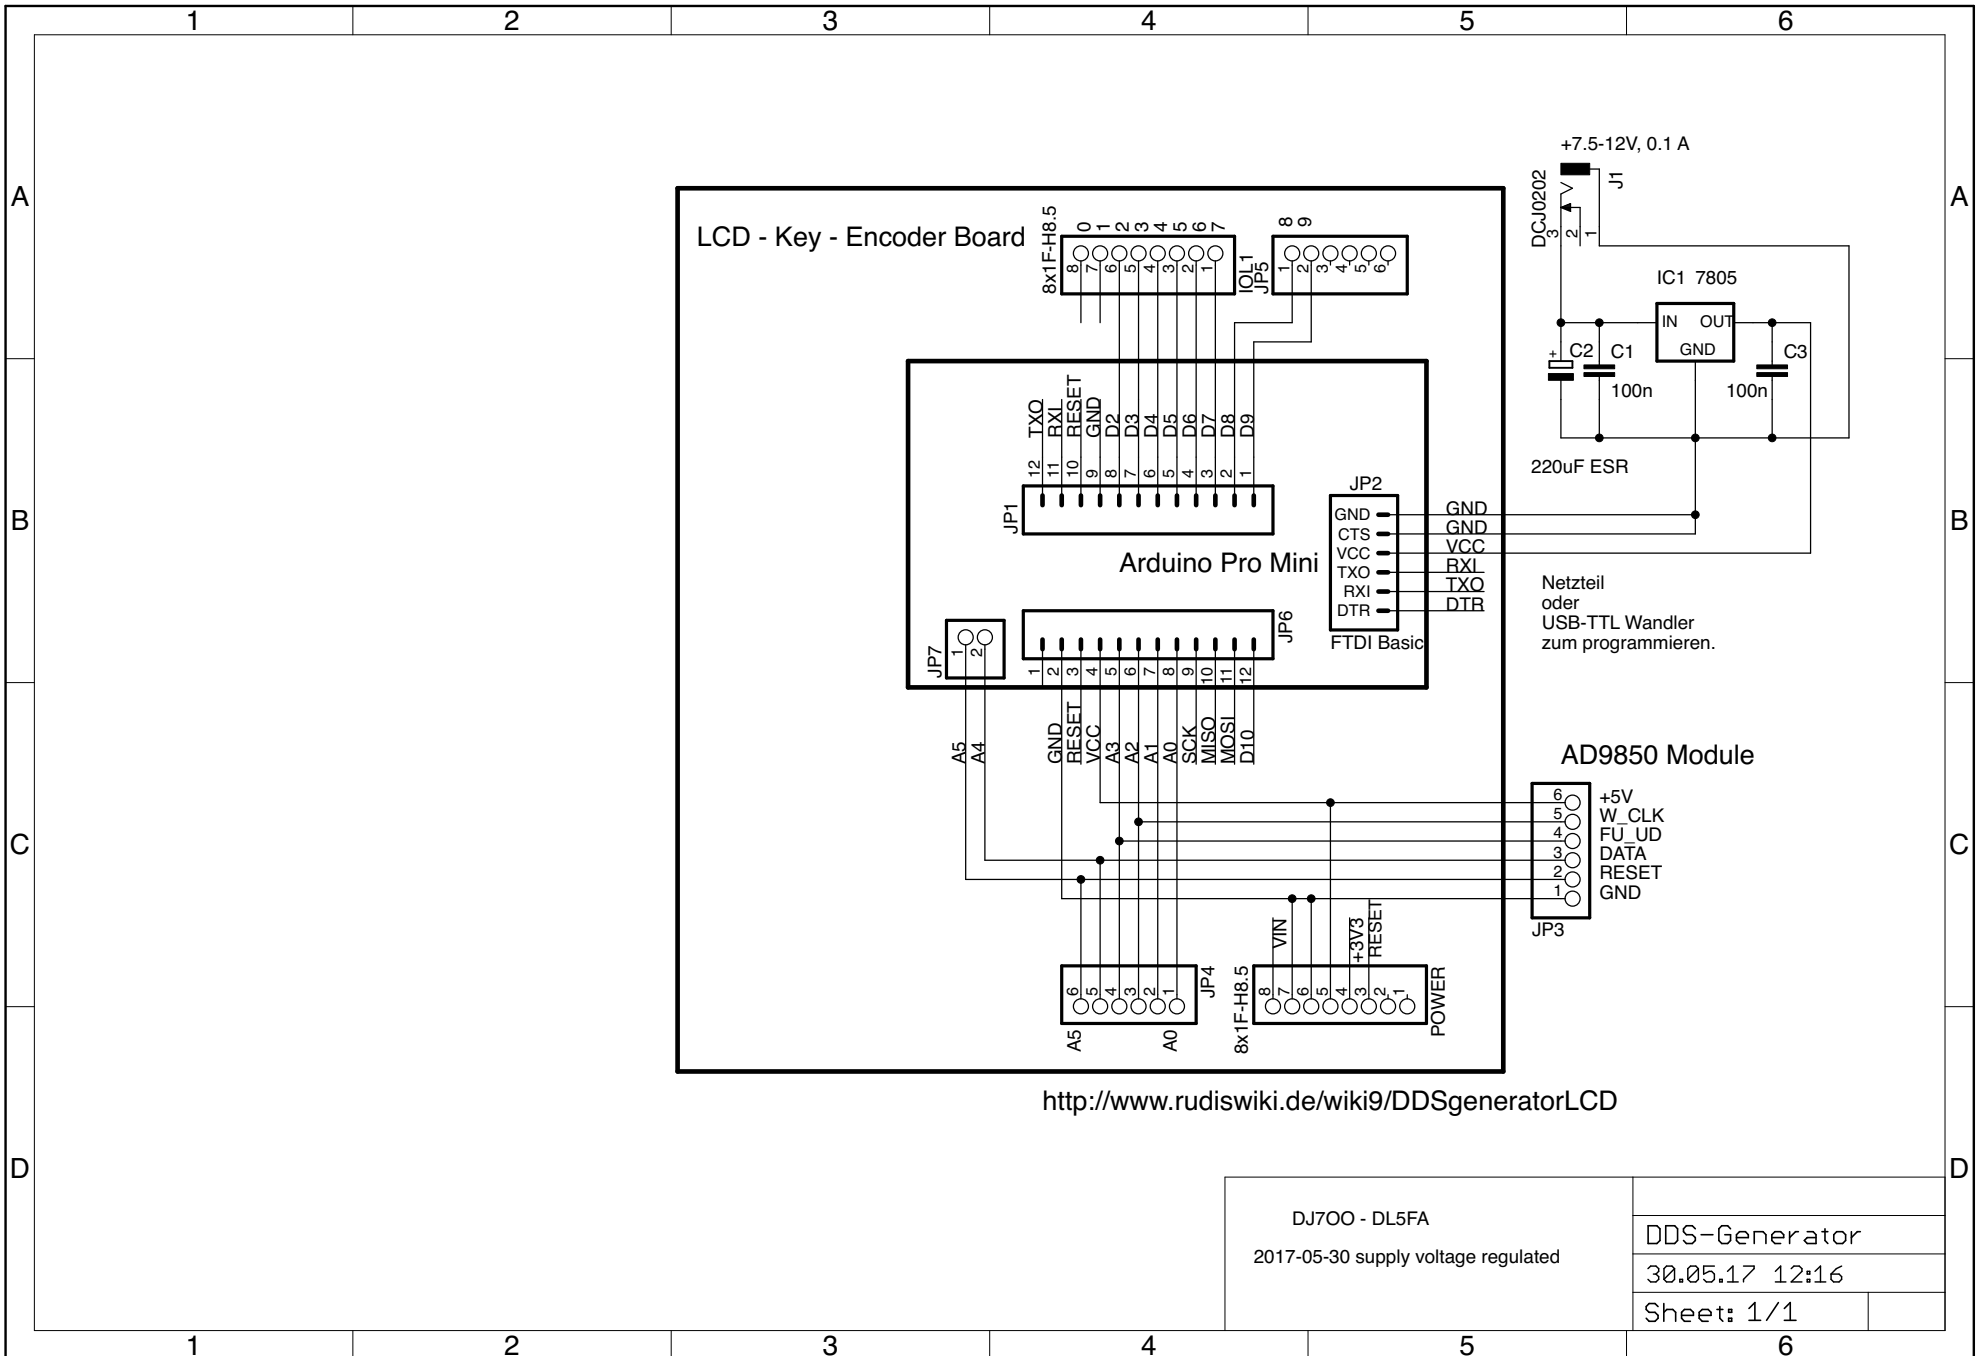 1 2 3 4 5 6
A A
B B
C C
D D
1 2 3 4 5 6
LCD - Key - Encoder Board
8x1F-H8.5
0 1 2 3 4 5 6 7
8 7 6 5 4 3 2 1
IOL1
8 9
JP5
1 2 3 4 5 6
+7.5-12V, 0.1 A
DCJ0202
J1
3 2 1
IC1 7805
IN OUT
GND
+
C2 C1 C3
100n 100n
220uF ESR
TXO RXI RESET GND D2 D3 D4 D5 D6 D7 D8 D9
12 11 10 9 8 7 6 5 4 3 2 1
JP1
JP2
GND GND
CTS GND
VCC VCC
TXO RXI
RXI TXO
DTR DTR
FTDI Basic
Arduino Pro Mini
Netzteil
oder
USB-TTL Wandler
zum programmieren.
JP7
1 2
JP6
1 2 3 4 5 6 7 8 9 10 11 12
A5 A4
GND RESET VCC A3 A2 A1 A0 SCK MISO MOSI D10
AD9850 Module
6 +5V
5 W_CLK
4 FU_UD
3 DATA
2 RESET
1 GND
JP3
VIN +3V3 RESET
6 5 4 3 2 1
JP4
A5 A0
8x1F-H8.5
8 7 6 5 4 3 2 1
POWER
http://www.rudiswiki.de/wiki9/DDSgeneratorLCD
DJ7OO - DL5FA
2017-05-30 supply voltage regulated
DDS-Generator
30.05.17 12:16
Sheet: 1/1